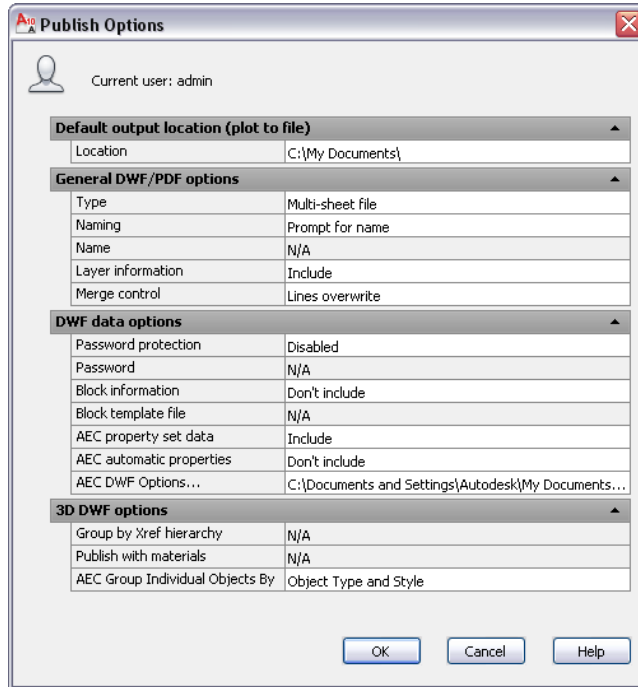 A10 A Publish Options
Current user: admin
Default output location (plot to file)
Location C:\My Documents\
General DWF/PDF options
Type Multi-sheet file
Naming Prompt for name
Name N/A
Layer information Include
Merge control Lines overwrite
DWF data options
Password protection Disabled
Password N/A
Block information Don't include
Block template file N/A
AEC property set data Include
AEC automatic properties Don't include
AEC DWF Options... C:\Documents and Settings\Autodesk\My Documents...
3D DWF options
Group by Xref hierarchy N/A
Publish with materials N/A
AEC Group Individual Objects By Object Type and Style
OK Cancel Help